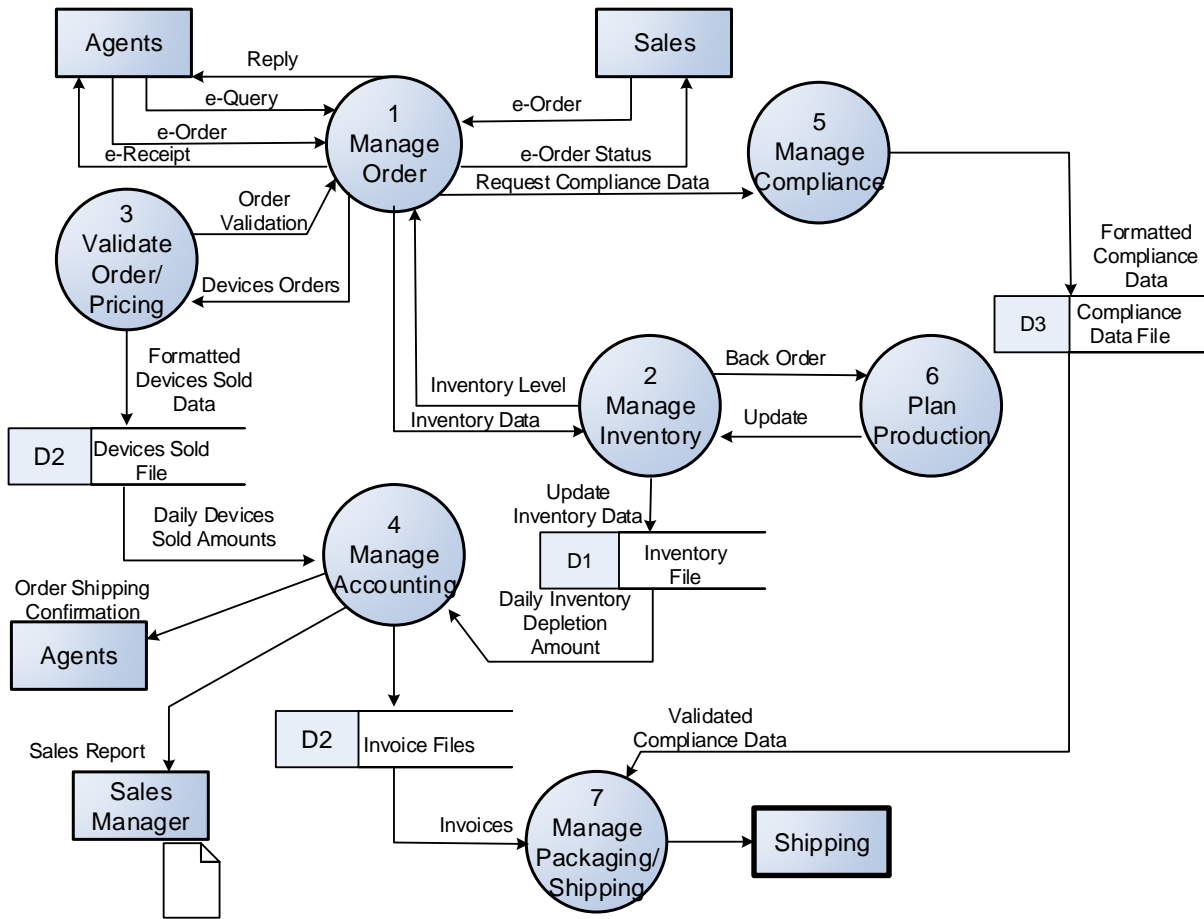 Agents
Sales
Reply
e-Query
e-Order
e-Receipt
1
Manage
Order
e-Order
e-Order Status
Request Compliance Data
5
Manage
Compliance
Order
Validation
3
Validate
Order/
Pricing
Devices Orders
Formatted
Compliance
Data
D3
Compliance
Data File
Formatted
Devices Sold
Data
Inventory Level
Inventory Data
2
Manage
Inventory
Back Order
Update
6
Plan
Production
D2
Devices Sold
File
Daily Devices
Sold Amounts
4
Manage
Accounting
Update
Inventory Data
D1
Inventory
File
Daily Inventory
Depletion
Amount
Order Shipping
Confirmation
Agents
Sales Report
Sales
Manager
D2
Invoice Files
Invoices
Validated
Compliance Data
7
Manage
Packaging/
Shipping
Shipping